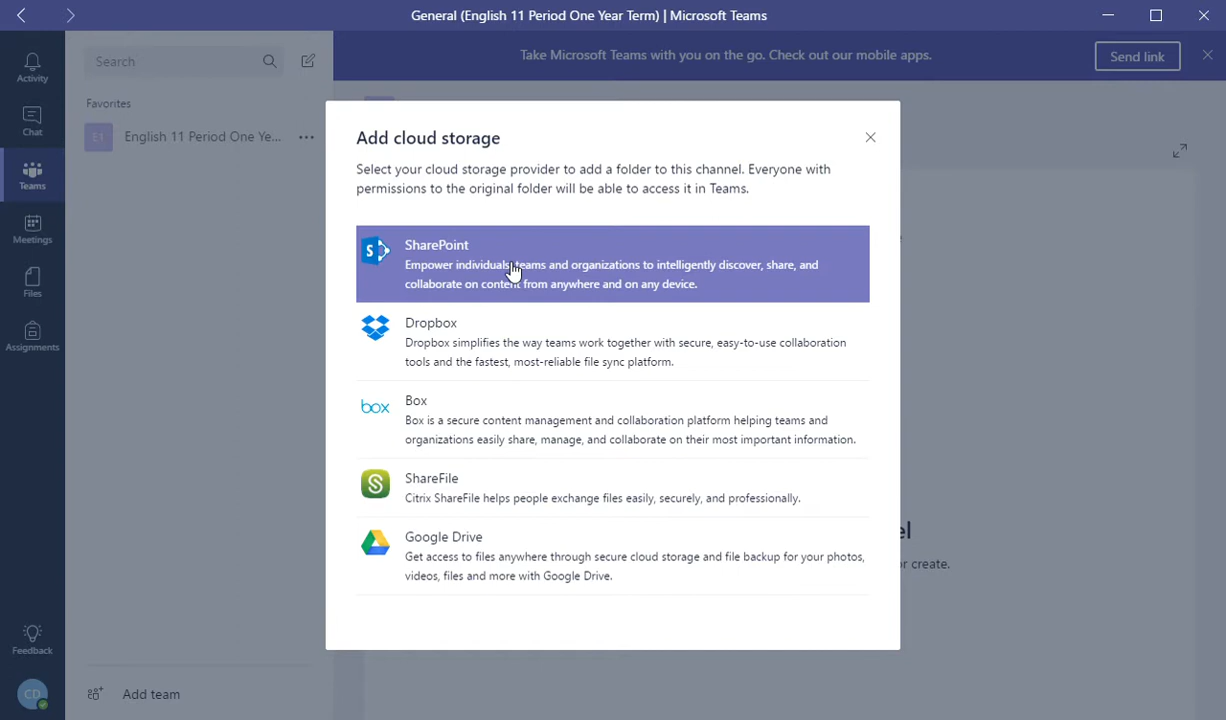 General (English 11 Period One Year Term) | Microsoft Teams
Take Microsoft Teams with you on the go. Check out our mobile apps.
Send link
Search
Activity
Favorites
Chat
E1
English 11 Period One Ye...
Teams
Meetings
Files
Assignments
Feedback
CD
Add team
Add cloud storage
Select your cloud storage provider to add a folder to this channel. Everyone with
permissions to the original folder will be able to access it in Teams.
S
SharePoint
Empower individuals, teams and organizations to intelligently discover, share, and
collaborate on content from anywhere and on any device.
Dropbox
Dropbox simplifies the way teams work together with secure, easy-to-use collaboration
tools and the fastest, most-reliable file sync platform.
box
Box
Box is a secure content management and collaboration platform helping teams and
organizations easily share, manage, and collaborate on their most important information.
S
ShareFile
Citrix ShareFile helps people exchange files easily, securely, and professionally.
Google Drive
Get access to files anywhere through secure cloud storage and file backup for your photos,
videos, files and more with Google Drive.
or create.